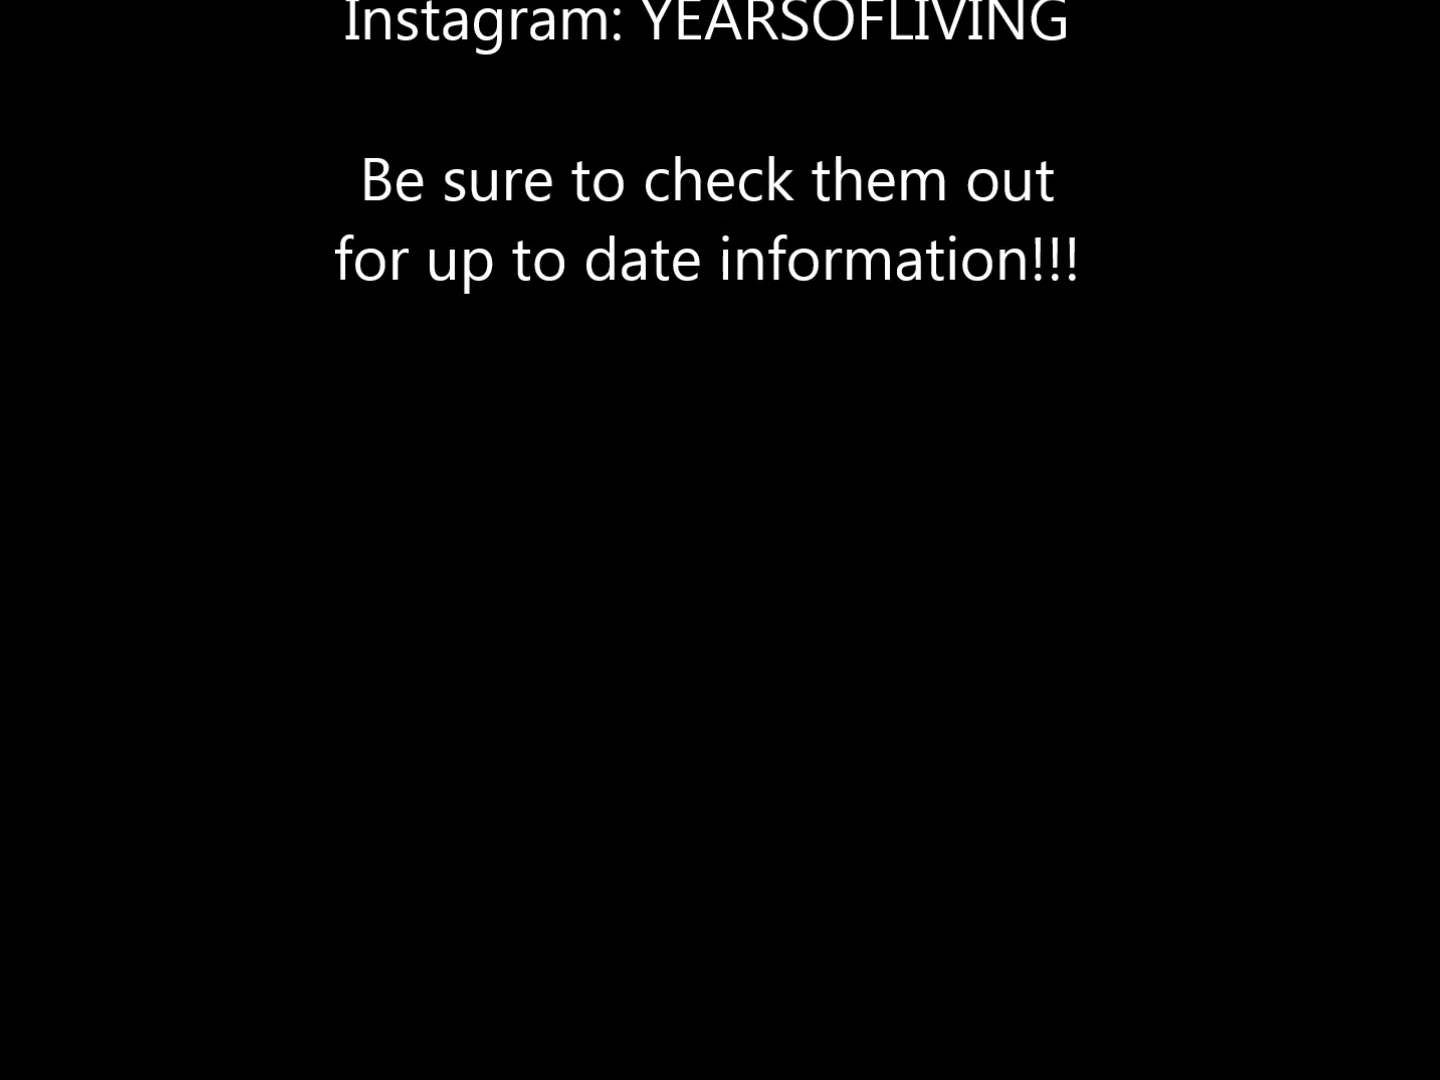 Instagram: YEARSOFLIVING
Be sure to check them out
for up to date information!!!